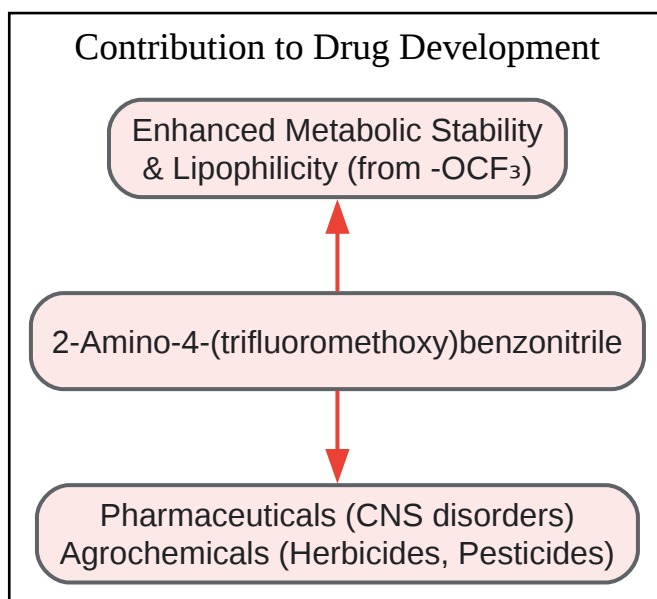 Contribution to Drug Development
Enhanced Metabolic Stability
& Lipophilicity (from -OCF₃)
2-Amino-4-(trifluoromethoxy)benzonitrile
Pharmaceuticals (CNS disorders)
Agrochemicals (Herbicides, Pesticides)